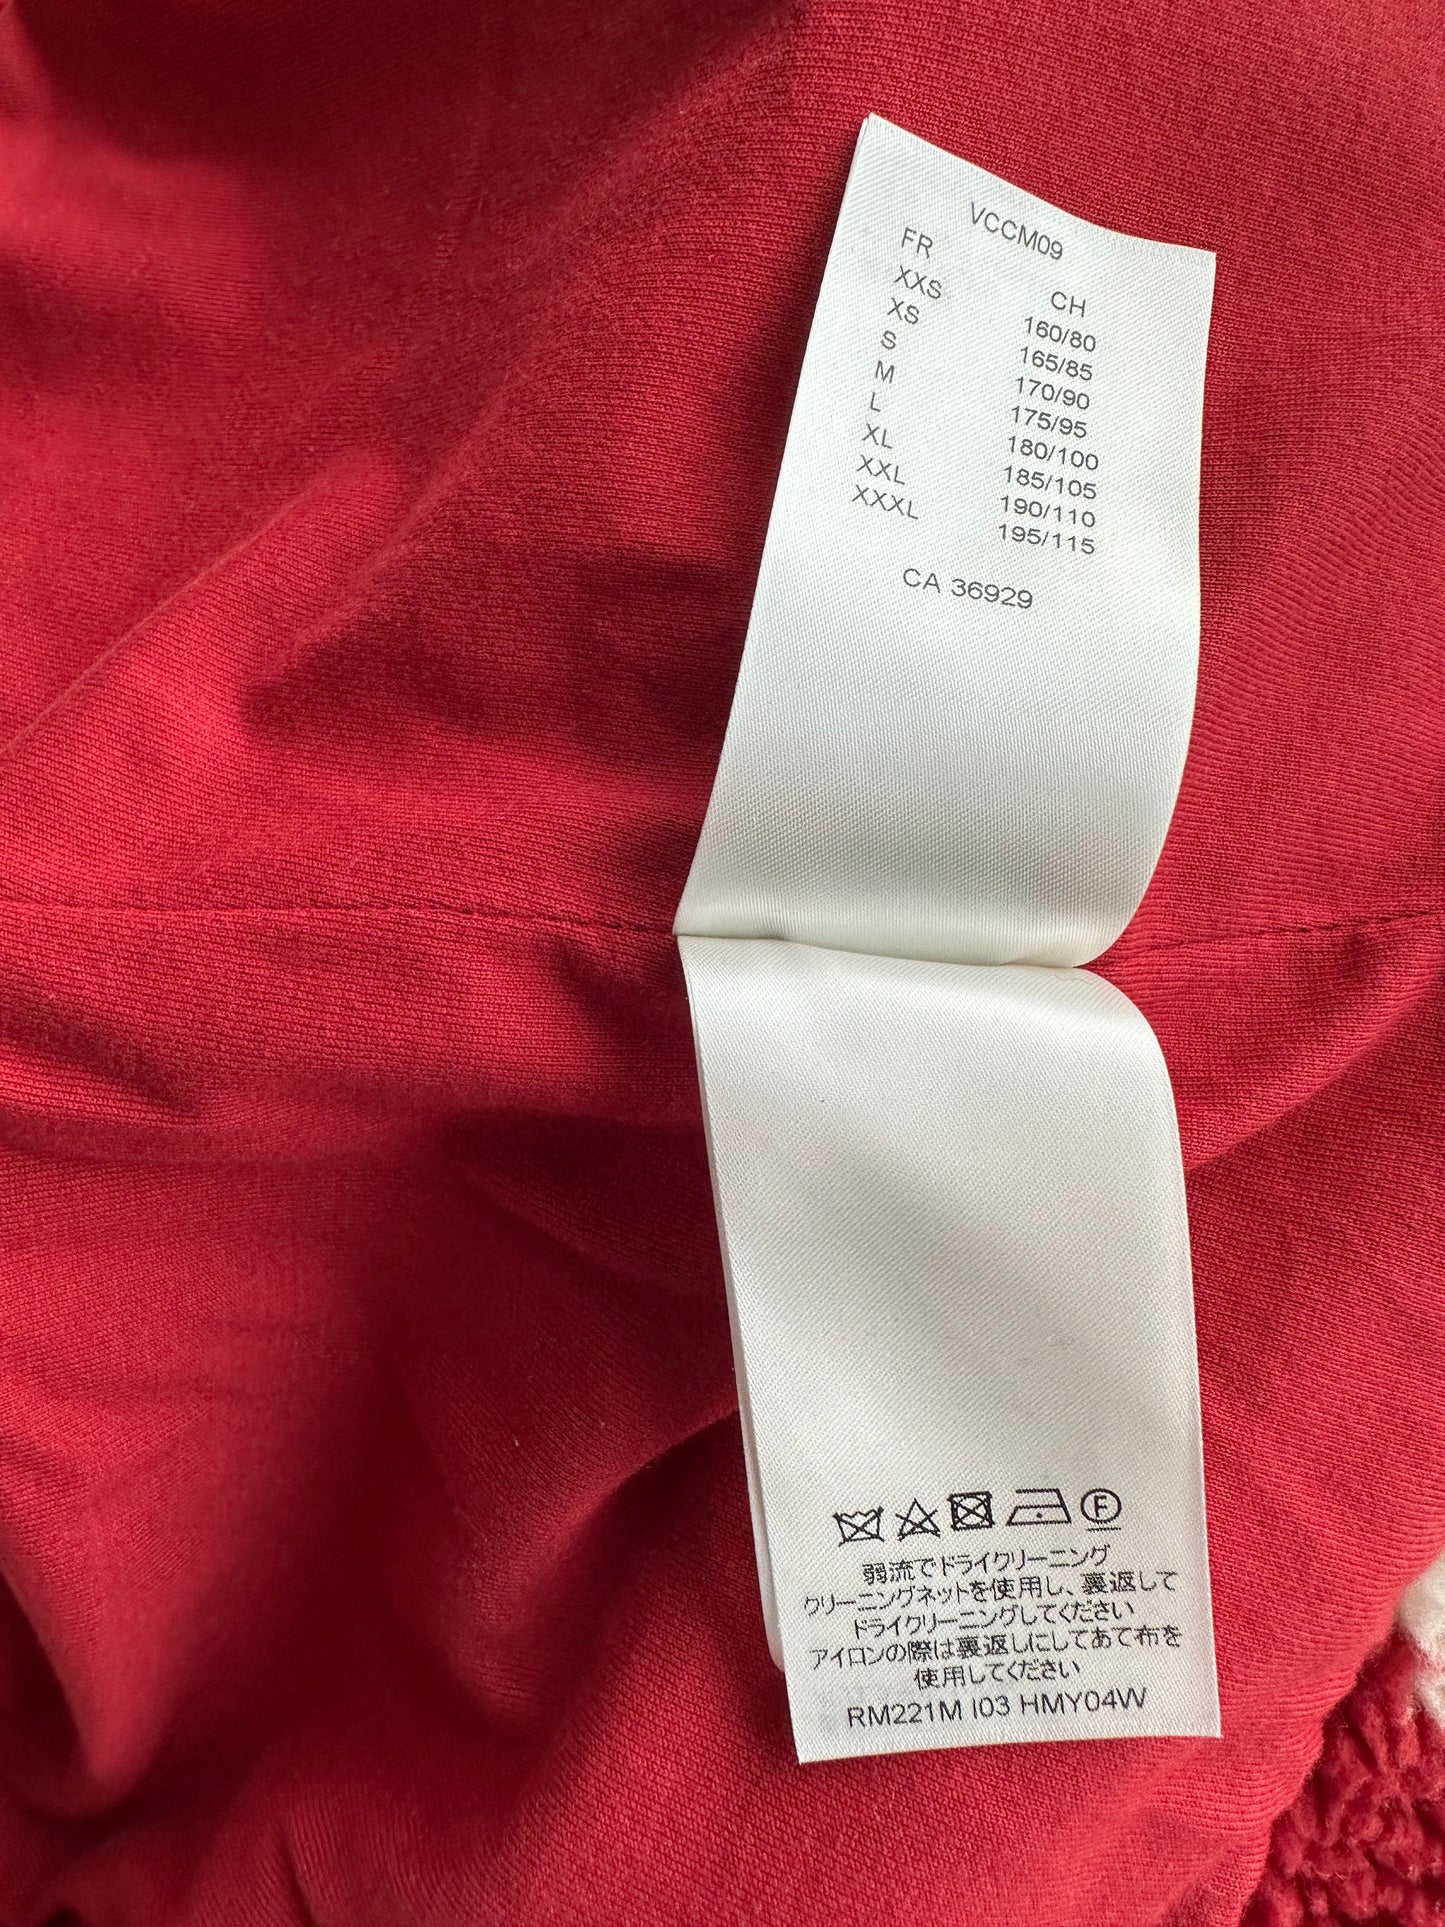 VCCM09
FR CH
XXS 160/80
XS 165/85
S 170/90
M 175/95
L 180/100
XL 185/105
XXL 190/110
XXXL 195/115
CA 36929
F
弱流でドライクリーニング
クリーニングネットを使用し、裏返して
ドライクリーニングしてください
アイロンの際は裏返しにしてあて布を
使用してください
RM221M I03 HMY04W